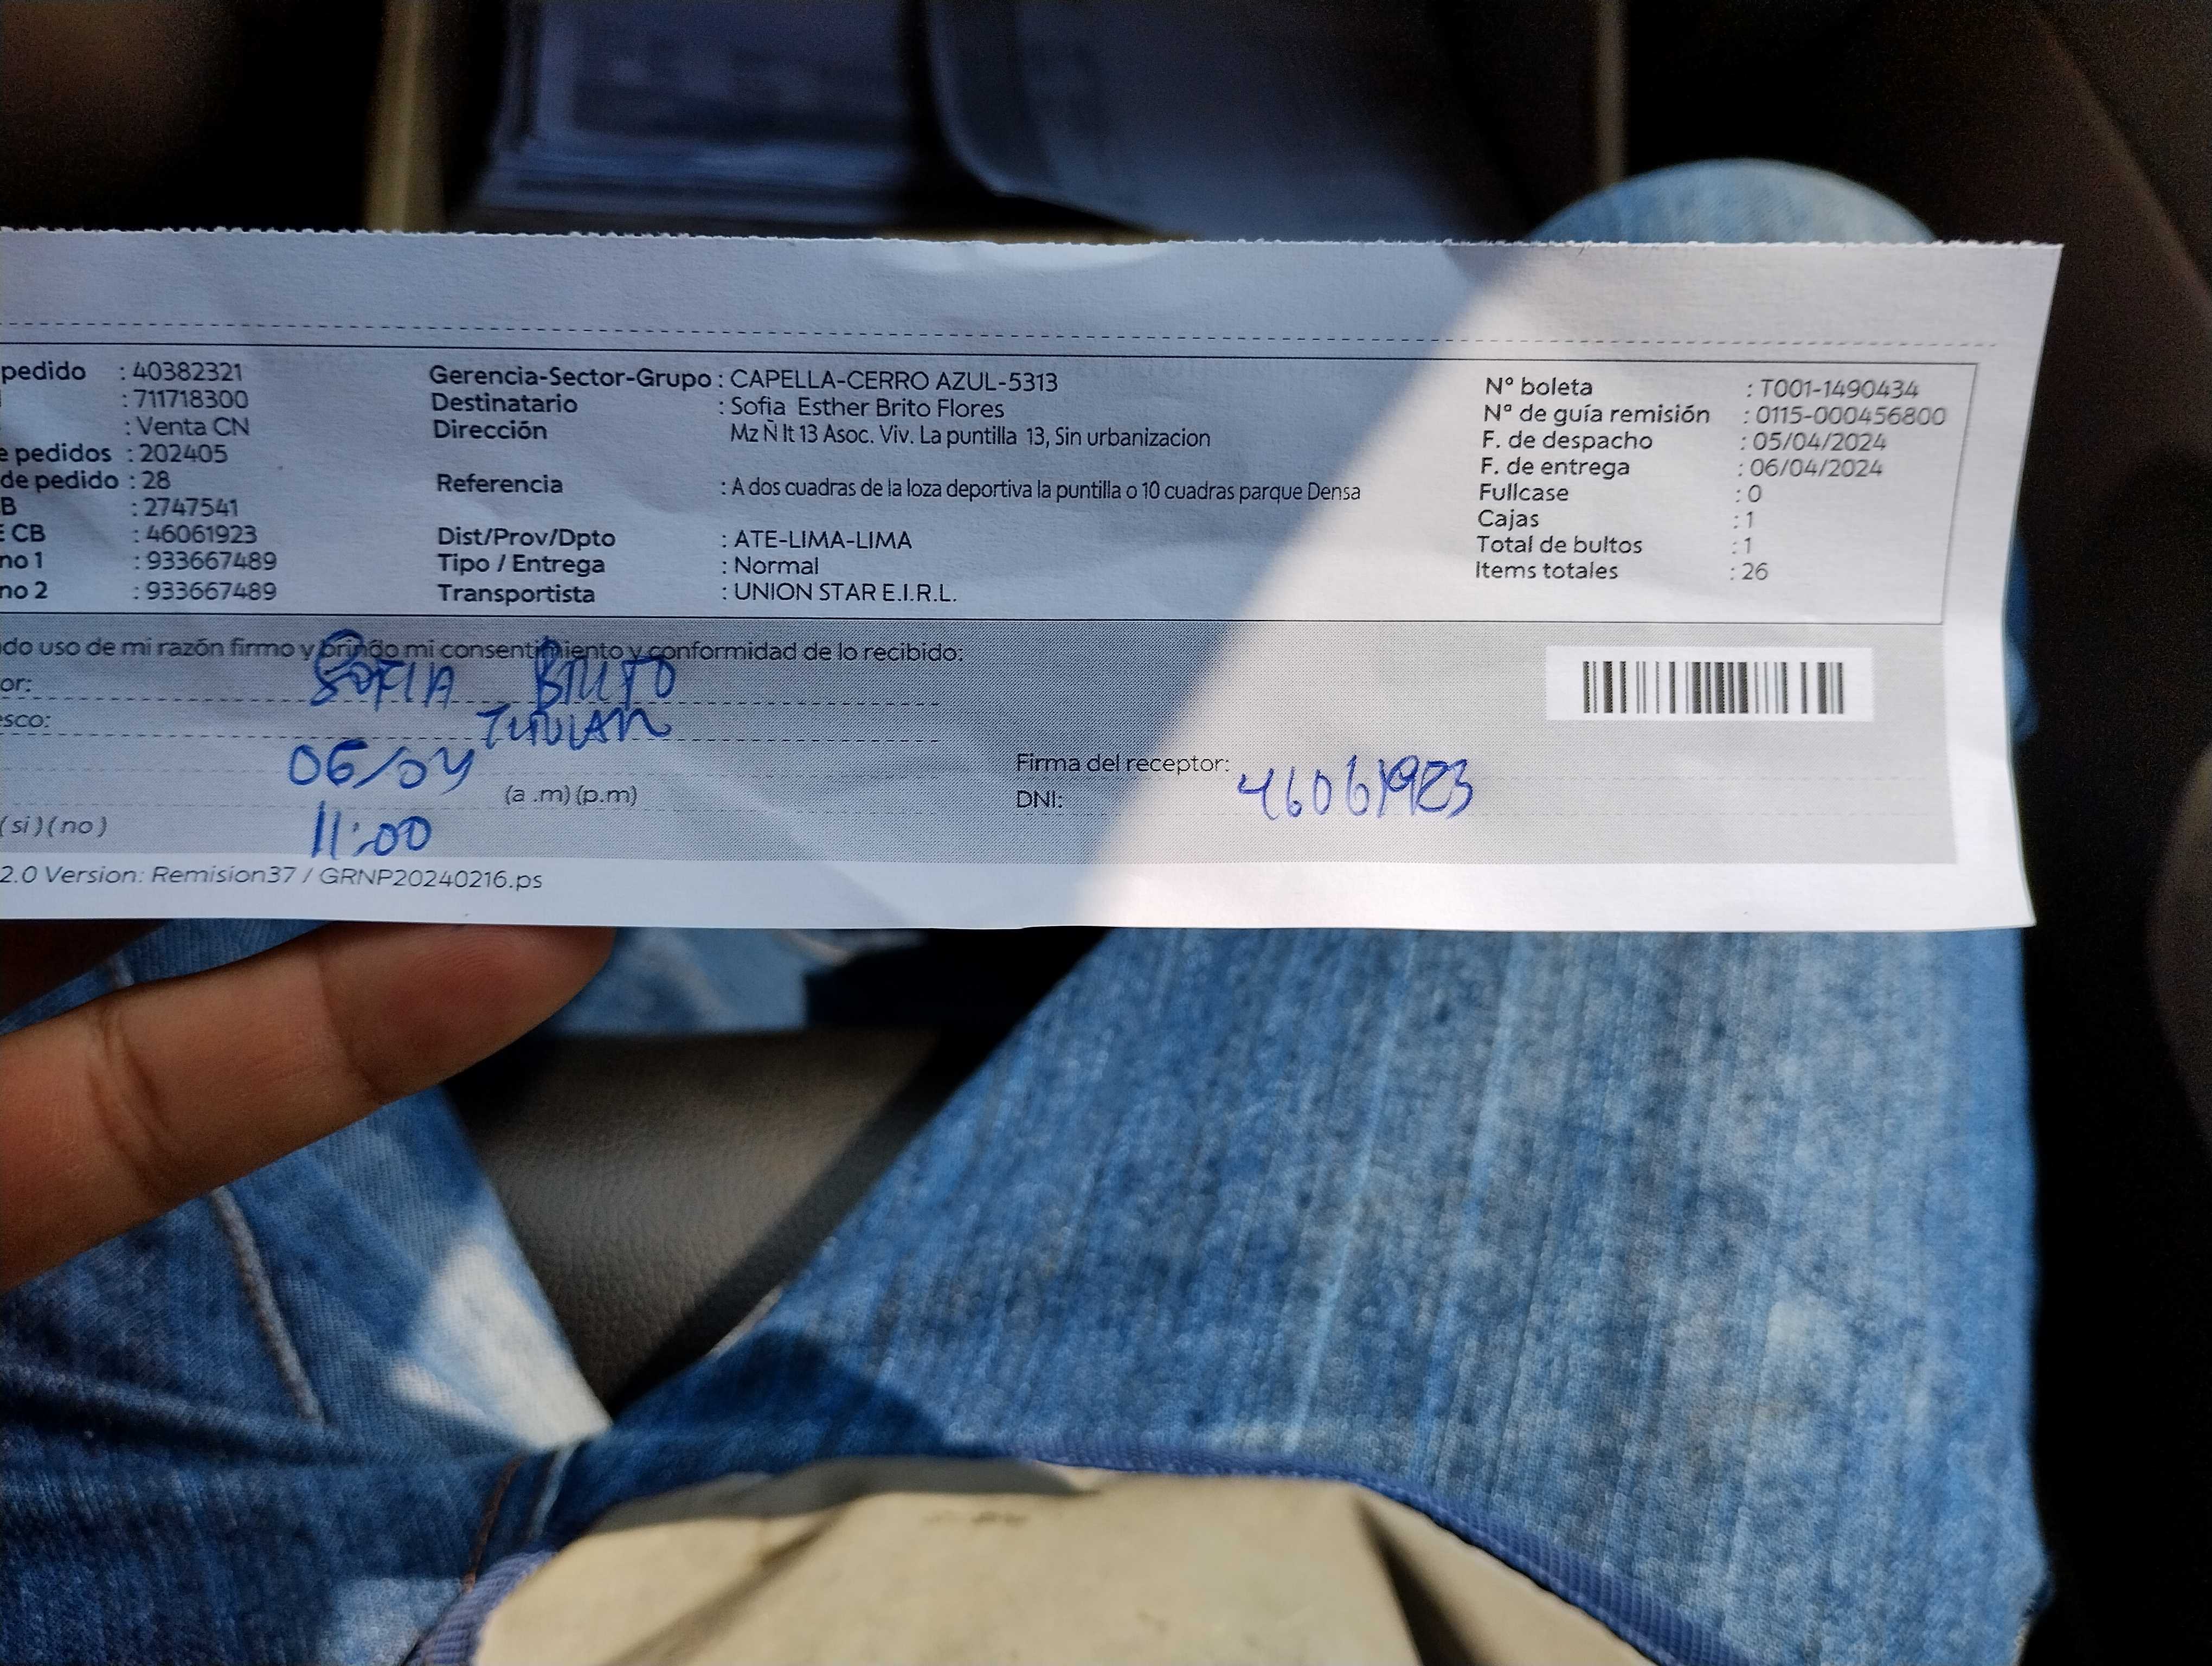 pedido : 40382321
: 711718300
: Venta CN
e pedidos : 202405
de pedido : 28
B : 2747541
E CB : 46061923
no 1 : 933667489
no 2 : 933667489
Gerencia-Sector-Grupo : CAPELLA-CERRO AZUL-5313
Destinatario : Sofia Esther Brito Flores
Dirección Mz Ñ lt 13 Asoc. Viv. La puntilla 13, Sin urbanizacion
Referencia : A dos cuadras de la loza deportiva la puntilla o 10 cuadras parque Densa
Dist/Prov/Dpto : ATE-LIMA-LIMA
Tipo / Entrega : Normal
Transportista : UNION STAR E.I.R.L.
N° boleta : T001-1490434
N° de guía remisión : 0115-000456800
F. de despacho : 05/04/2024
F. de entrega : 06/04/2024
Fullcase : 0
Cajas : 1
Total de bultos : 1
Items totales : 26
do uso de mi razón firmo y brindo mi consentimiento y conformidad de lo recibido:
or: SOFIA BRITO
esco: TITULAR
06/04
(a .m) (p.m)
(si) (no) 11:00
Firma del receptor:
DNI: 46061923
2.0 Version: Remision37 / GRNP20240216.ps